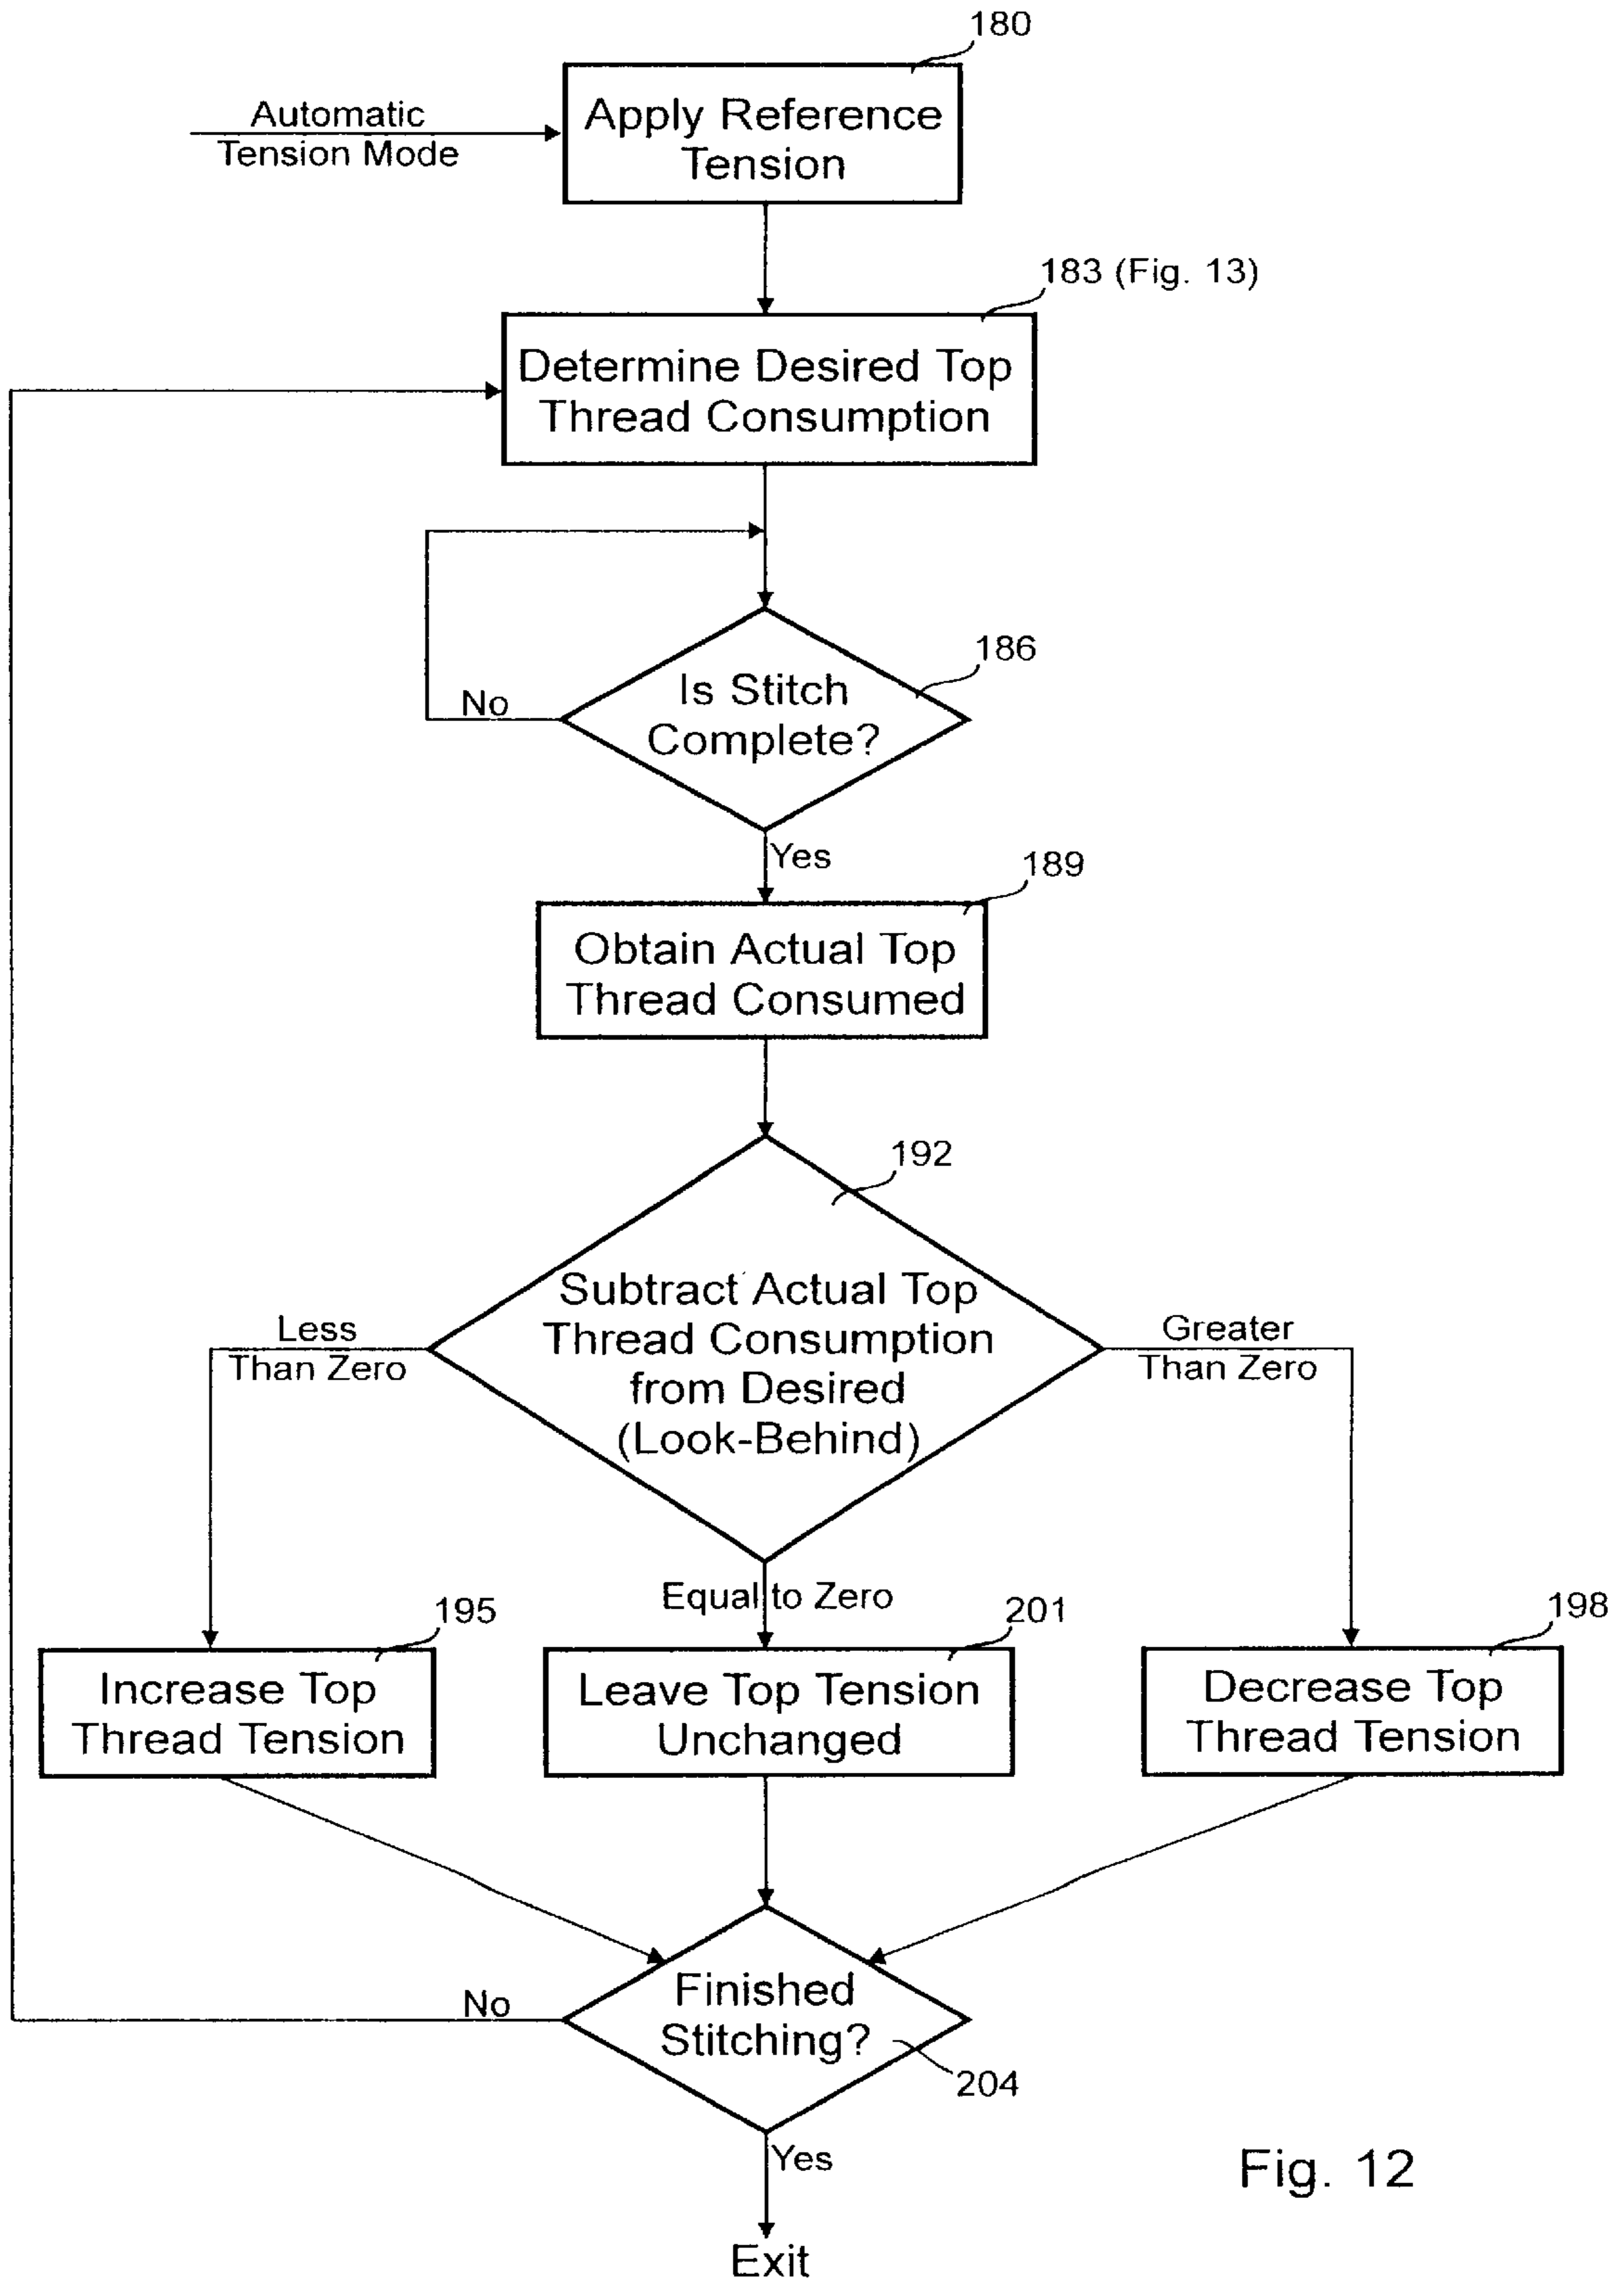 180
Automatic
Tension Mode
Apply Reference
Tension
183 (Fig. 13)
Determine Desired Top
Thread Consumption
186
Is Stitch
Complete?
No
Yes
189
Obtain Actual Top
Thread Consumed
192
Subtract Actual Top
Thread Consumption
from Desired
(Look-Behind)
Less
Than Zero
Greater
Than Zero
Equal to Zero
195
201
198
Increase Top
Thread Tension
Leave Top Tension
Unchanged
Decrease Top
Thread Tension
No
Finished
Stitching?
204
Yes
Fig. 12
Exit